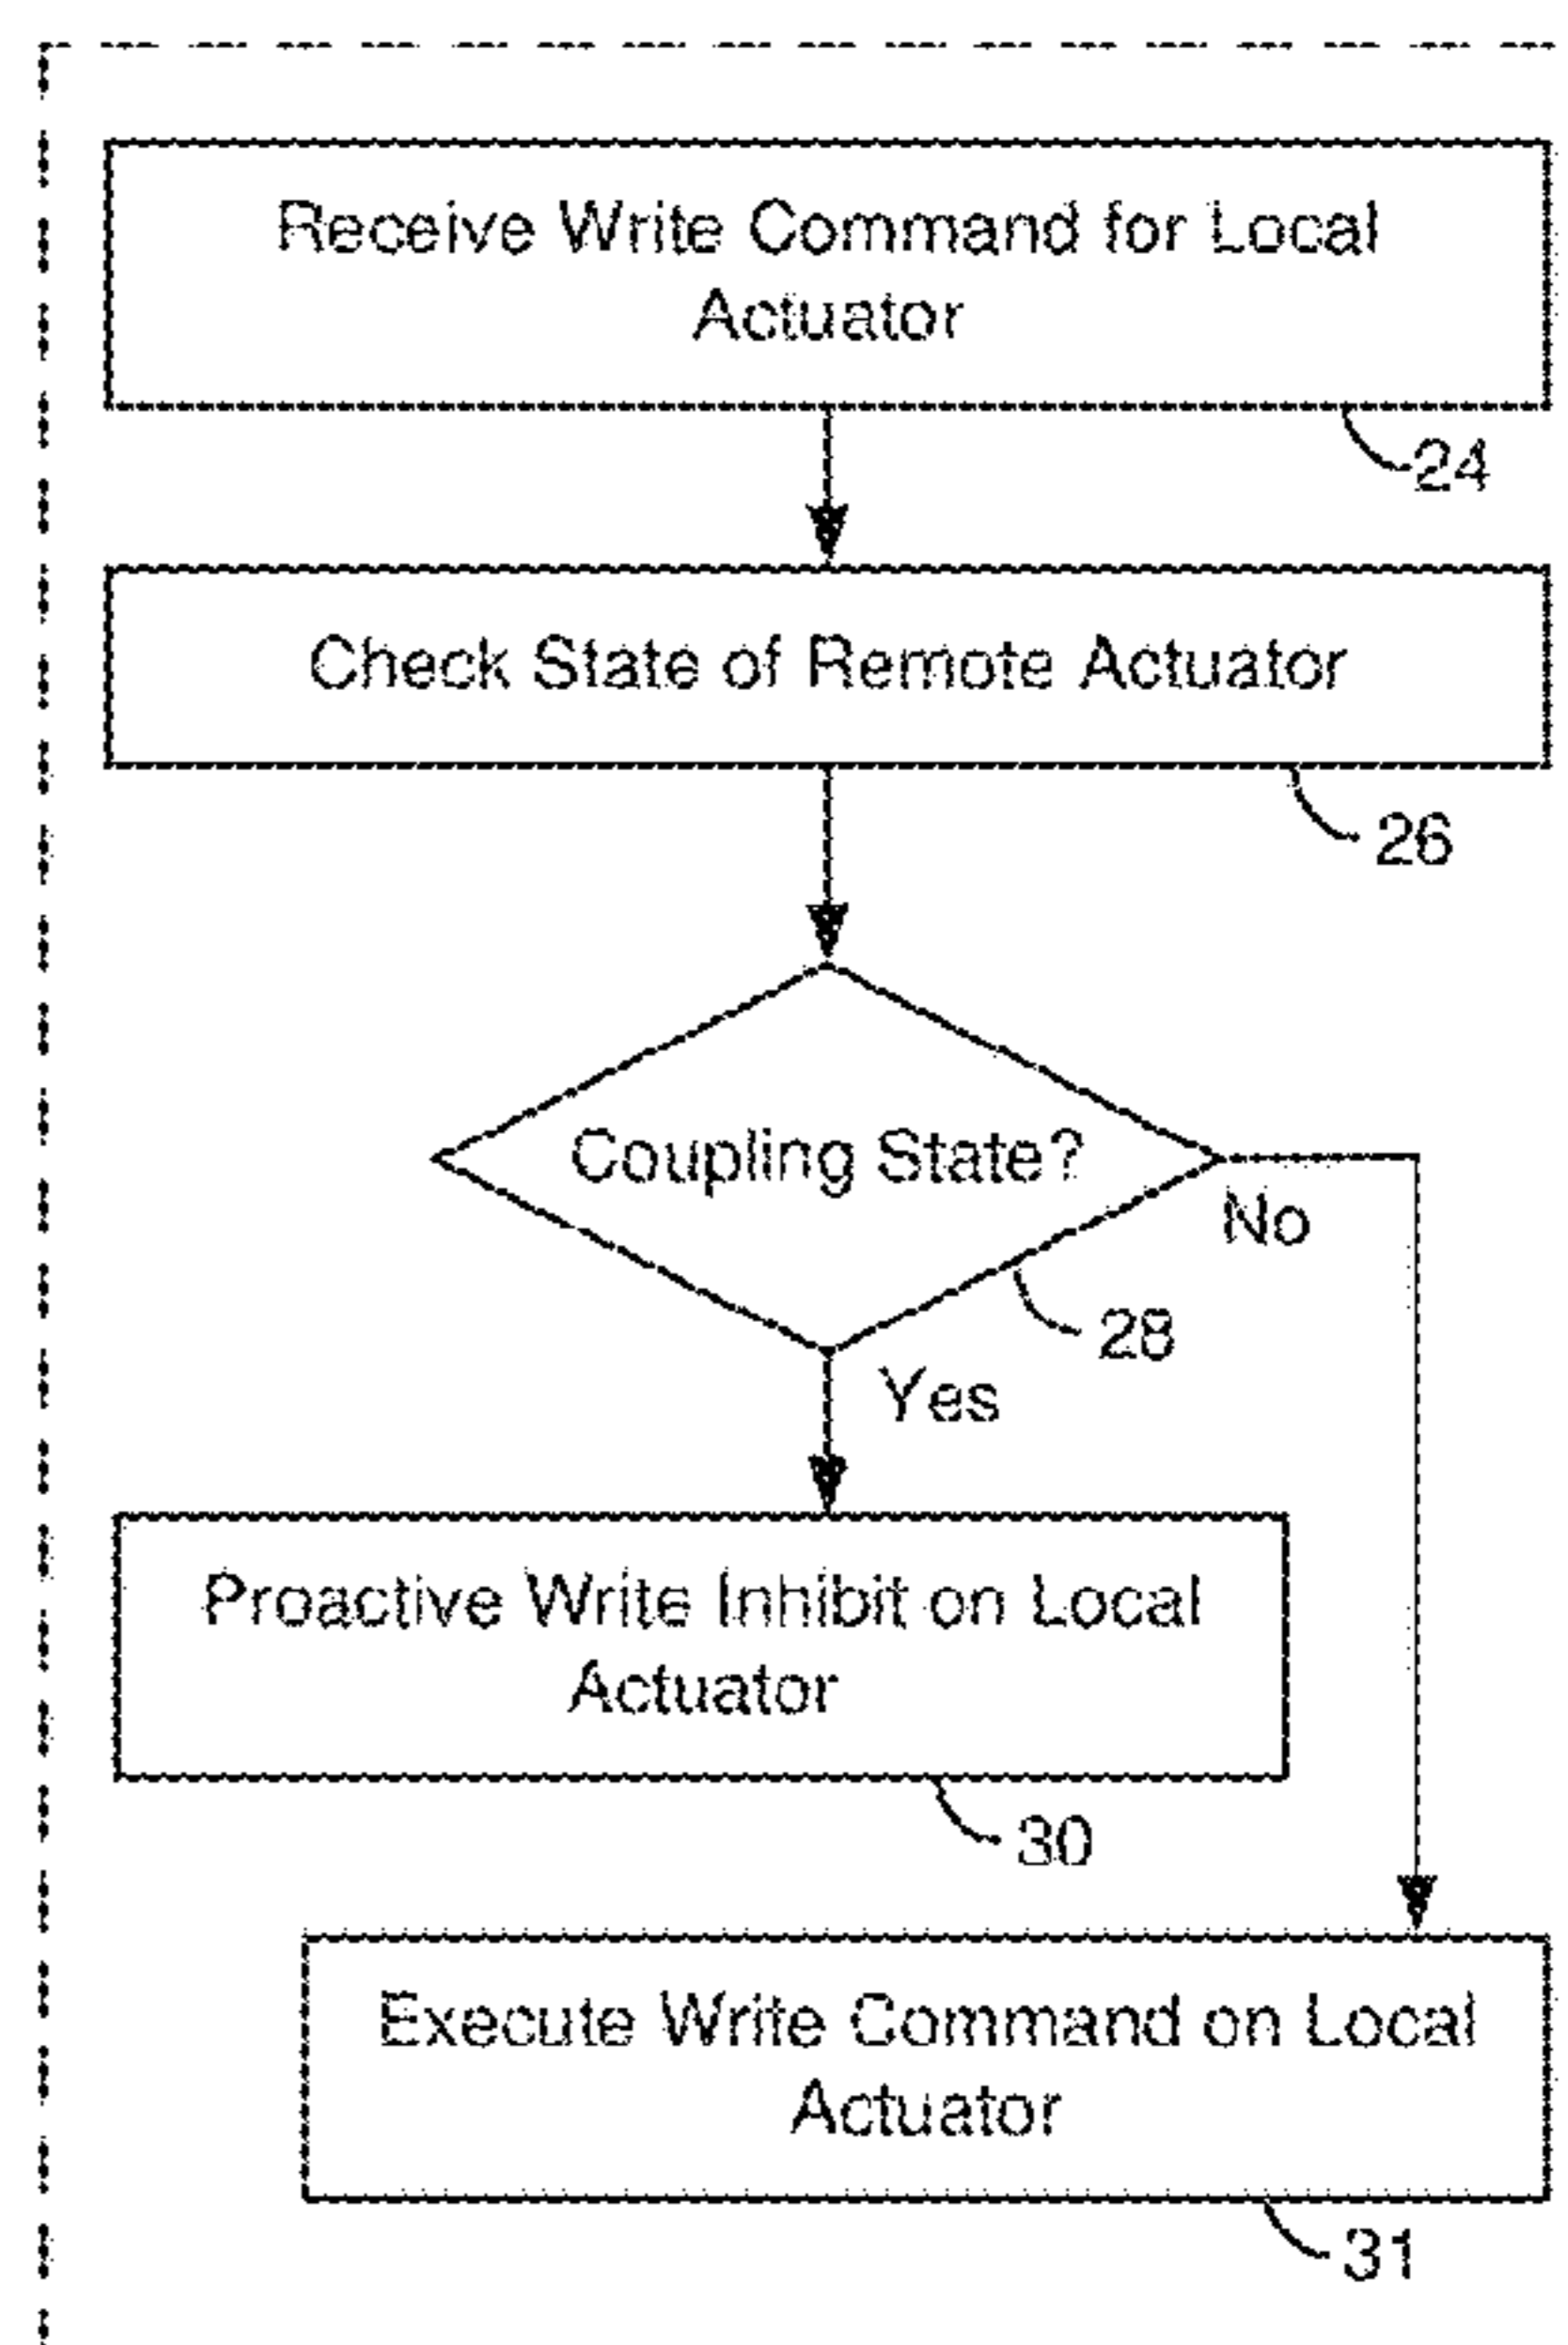 Receive Write Command for Local
Actuator
24
Check State of Remote Actuator
26
Coupling State?
No
28
Yes
Proactive Write Inhibit on Local
Actuator
30
Execute Write Command on Local
Actuator
31